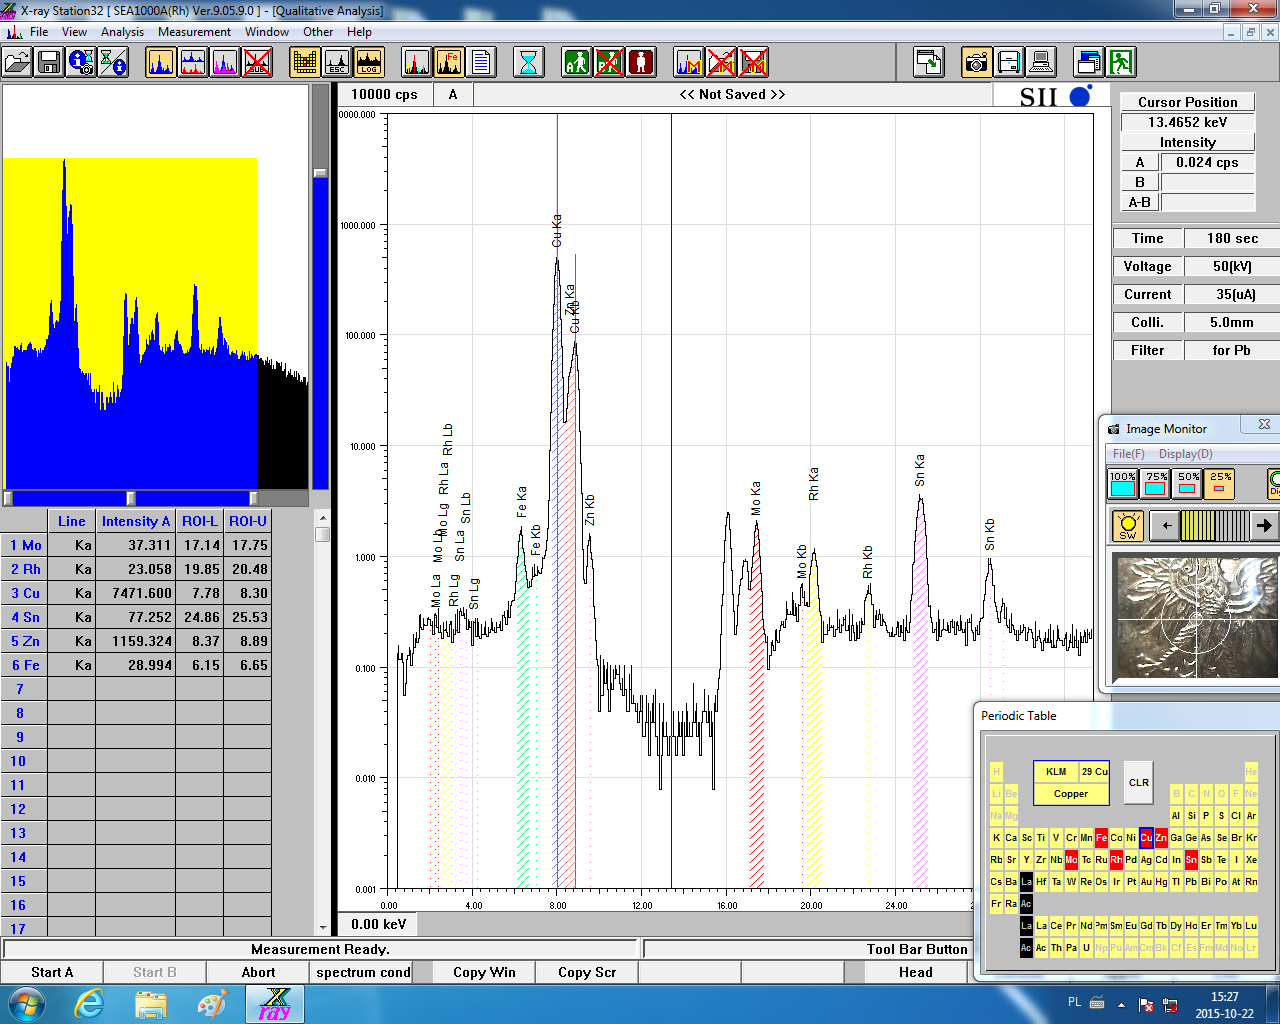 X-ray Station32 [ SEA1000A(Rh) Ver.9.05.9.0 ] - [Qualitative Analysis]
File View Analysis Measurement Window Other Help
SUB ESC LOG Fe A M M M
10000 cps A << Not Saved >> SII
Cursor Position
13.4652 keV
Intensity
A 0.024 cps
B
A-B
Time 180 sec
Voltage 50(kV)
Current 35(uA)
Colli. 5.0mm
Filter for Pb
0000.000
1000.000
100.000
10.000
1.000
0.100
0.010
0.001
0.00 4.00 8.00 12.00 16.00 20.00 24.00
Mo La
Mo Lb
Mo Lg
Rh La
Rh Lb
Rh Lg
Sn La
Sn Lb
Sn Lg
Fe Ka
Fe Kb
Cu Ka
Zn Ka
Cu Kb
Zn Kb
Mo Ka
Mo Kb
Rh Ka
Rh Kb
Sn Ka
Sn Kb
0.00 keV
Line Intensity A ROI-L ROI-U
1 Mo Ka 37.311 17.14 17.75
2 Rh Ka 23.058 19.85 20.48
3 Cu Ka 7471.600 7.78 8.30
4 Sn Ka 77.252 24.86 25.53
5 Zn Ka 1159.324 8.37 8.89
6 Fe Ka 28.994 6.15 6.65
7
8
9
10
11
12
13
14
15
16
17
Image Monitor
File(F) Display(D)
100% 75% 50% 25%
SW
Periodic Table
KLM 29 Cu
Copper
CLR
H He
Li Be B C N O F Ne
Na Mg Al Si P S Cl Ar
K Ca Sc Ti V Cr Mn Fe Co Ni Cu Zn Ga Ge As Se Br Kr
Rb Sr Y Zr Nb Mo Tc Ru Rh Pd Ag Cd In Sn Sb Te I Xe
Cs Ba La Hf Ta W Re Os Ir Pt Au Hg Tl Pb Bi Po At Rn
Fr Ra Ac
La La Ce Pr Nd Pm Sm Eu Gd Tb Dy Ho Er Tm Yb Lu
Ac Ac Th Pa U Np Pu Am Cm Bk Cf Es Fm Md No Lr
Measurement Ready. Tool Bar Button
Start A Start B Abort spectrum cond Copy Win Copy Scr Head
X ray PL 15:27
2015-10-22